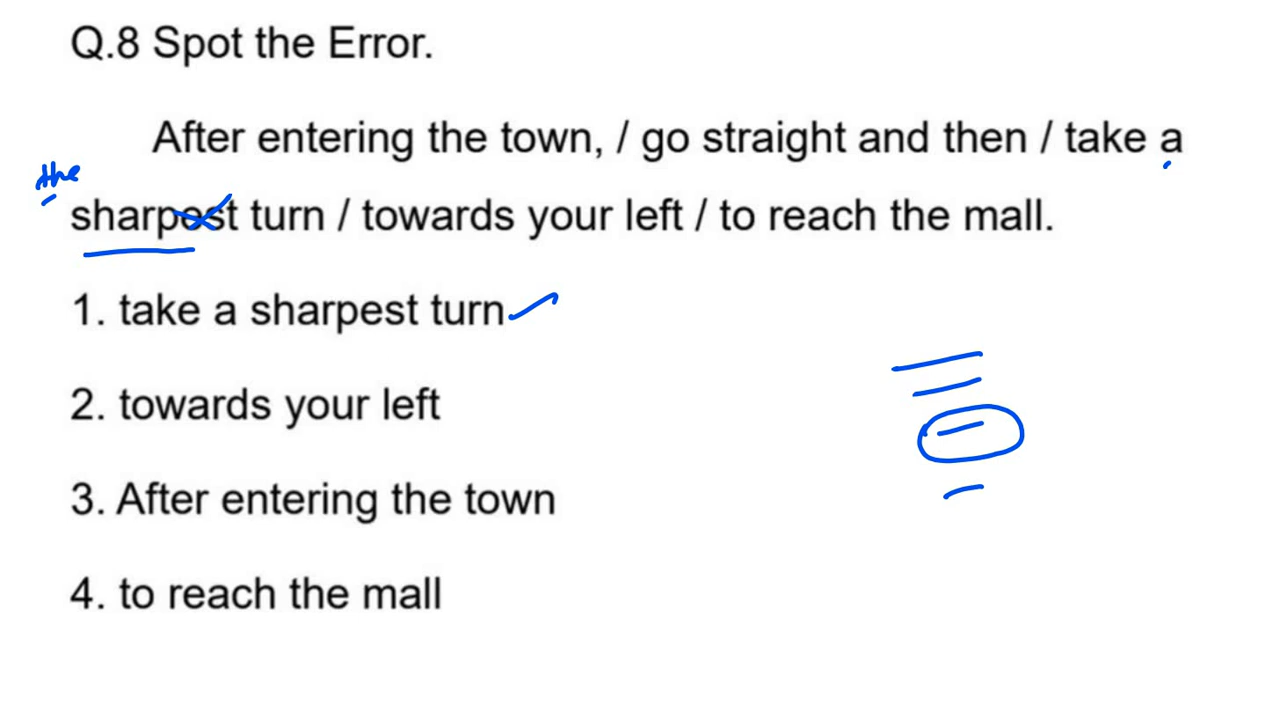 Q.8 Spot the Error.
After entering the town, / go straight and then / take a
the
sharpest turn / towards your left / to reach the mall.
1. take a sharpest turn
2. towards your left
3. After entering the town
4. to reach the mall